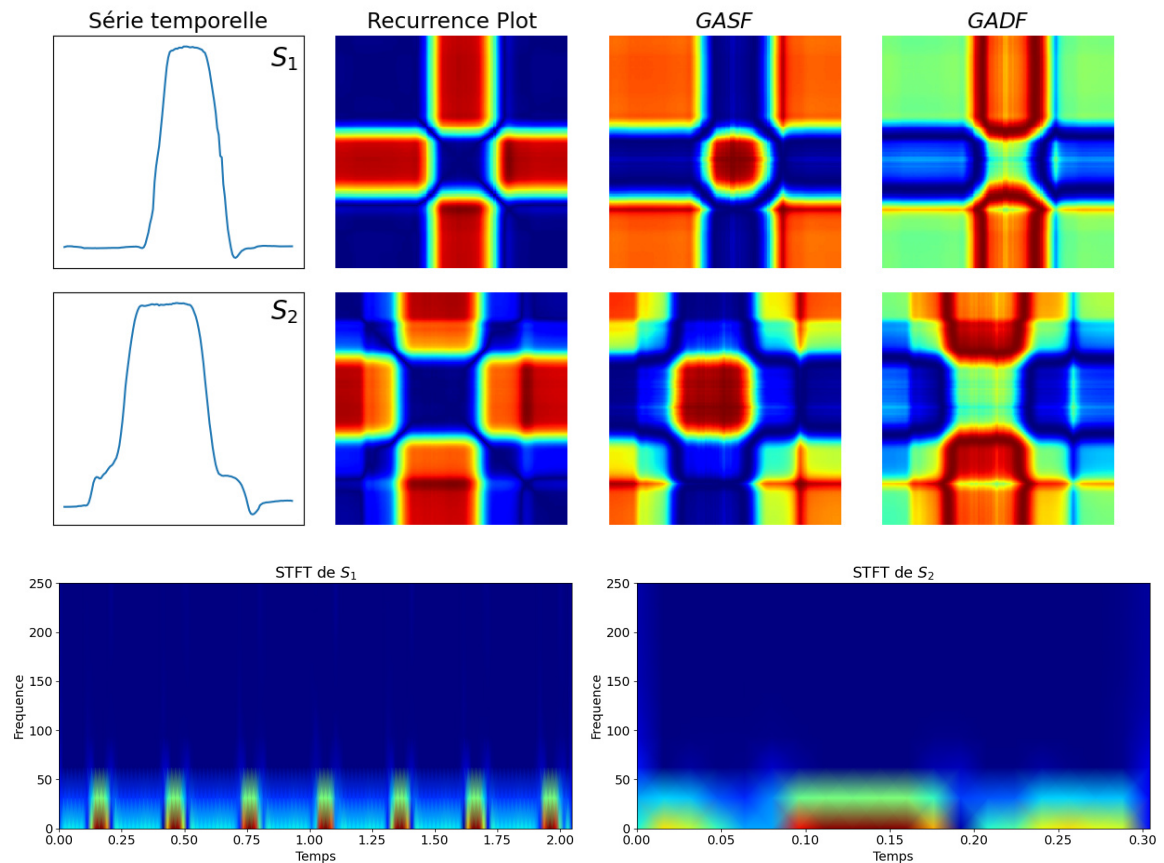 Série temporelle
Recurrence Plot
GASF
GADF
S₁
S₂
STFT de S₁
STFT de S₂
250
200
150
100
50
0
Frequence
0.00 0.25 0.50 0.75 1.00 1.25 1.50 1.75 2.00
Temps
250
200
150
100
50
0
Frequence
0.00 0.05 0.10 0.15 0.20 0.25 0.30
Temps